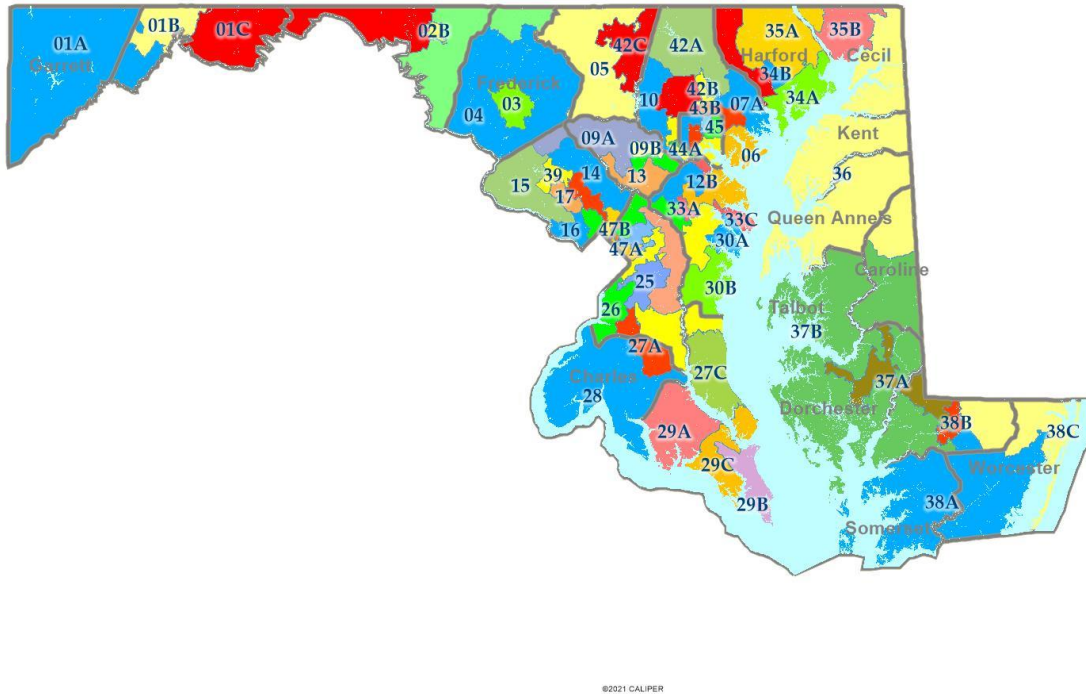 01A
01B
01C
02B
42C
42A
35A
35B
Garrett
Harford
Cecil
05
34B
Frederick
42B
03
10
07A
34A
04
43B
45
Kent
09A
09B
44A
06
39
14
13
36
15
12B
17
33A
33C
Queen Anne's
16
47B
30A
47A
Caroline
25
30B
26
Talbot
37B
27A
27C
37A
Charles
28
Dorchester
38B
29A
38C
29C
Worcester
29B
38A
Somerset
©2021 CALIPER